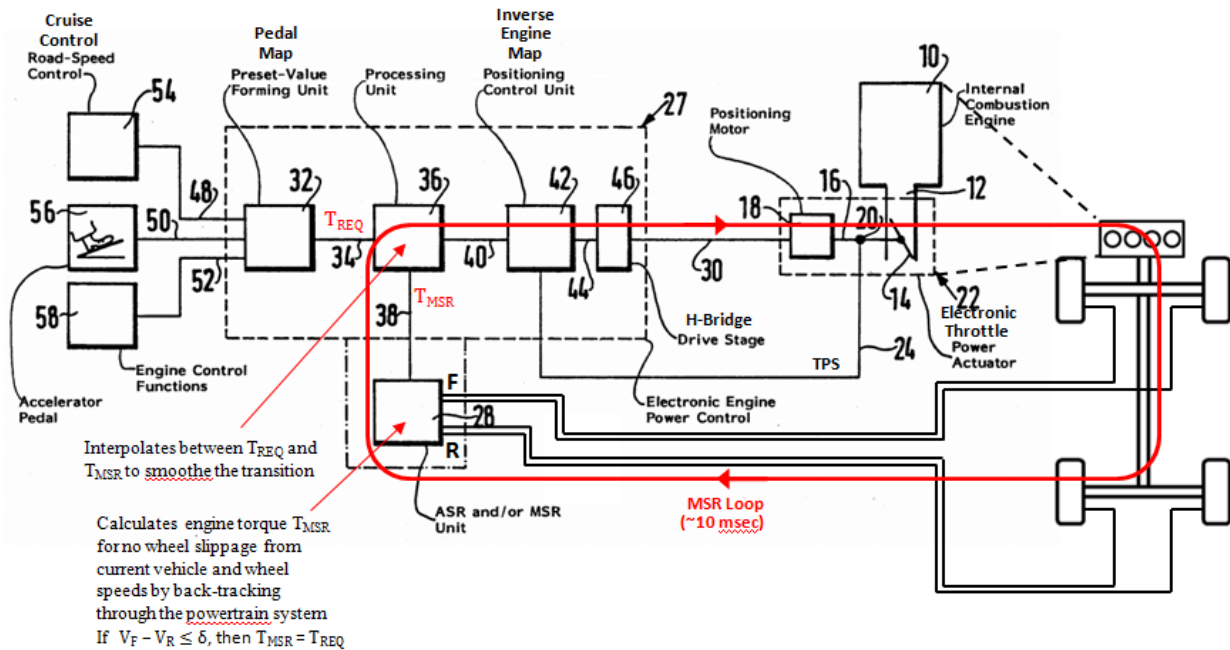 Cruise
Control
Road-Speed
Control
54
Pedal
Map
Preset-Value
Forming Unit
Processing
Unit
Inverse
Engine Map
Positioning
Control Unit
27
Positioning
Motor
10
Internal
Combustion
Engine
12
48
32
36
42
46
16
18
20
56
50
T_REQ
34
40
44
30
14
22
52
T_MSR
38
58
H-Bridge
Drive Stage
24
Electronic
Throttle
Power
Actuator
Engine Control
Functions
TPS
Accelerator
Pedal
F
28
R
Electronic Engine
Power Control
Interpolates between T_REQ and
T_MSR to smoothe the transition
MSR Loop
(~10 msec)
ASR and/or MSR
Unit
Calculates engine torque T_MSR
for no wheel slippage from
current vehicle and wheel
speeds by back-tracking
through the powertrain system
If V_F – V_R ≤ δ, then T_MSR = T_REQ